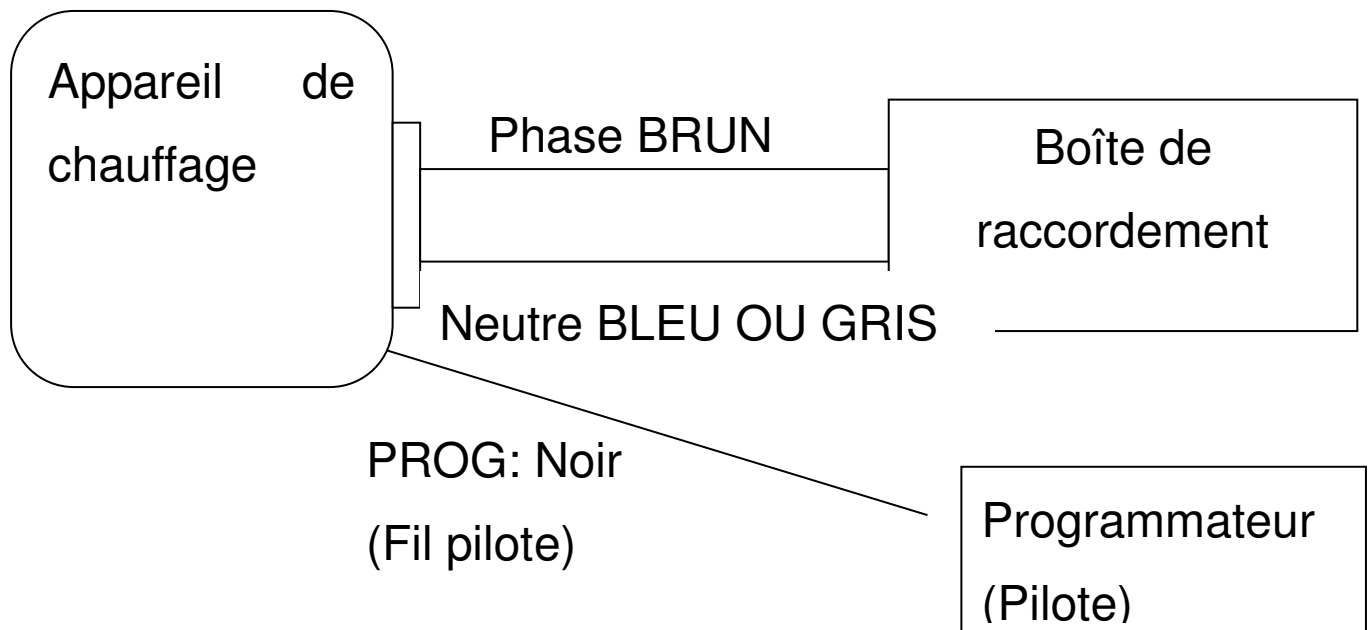 Appareil de
chauffage
Phase BRUN
Boîte de
raccordement
Neutre BLEU OU GRIS
PROG: Noir
(Fil pilote)
Programmateur
(Pilote)